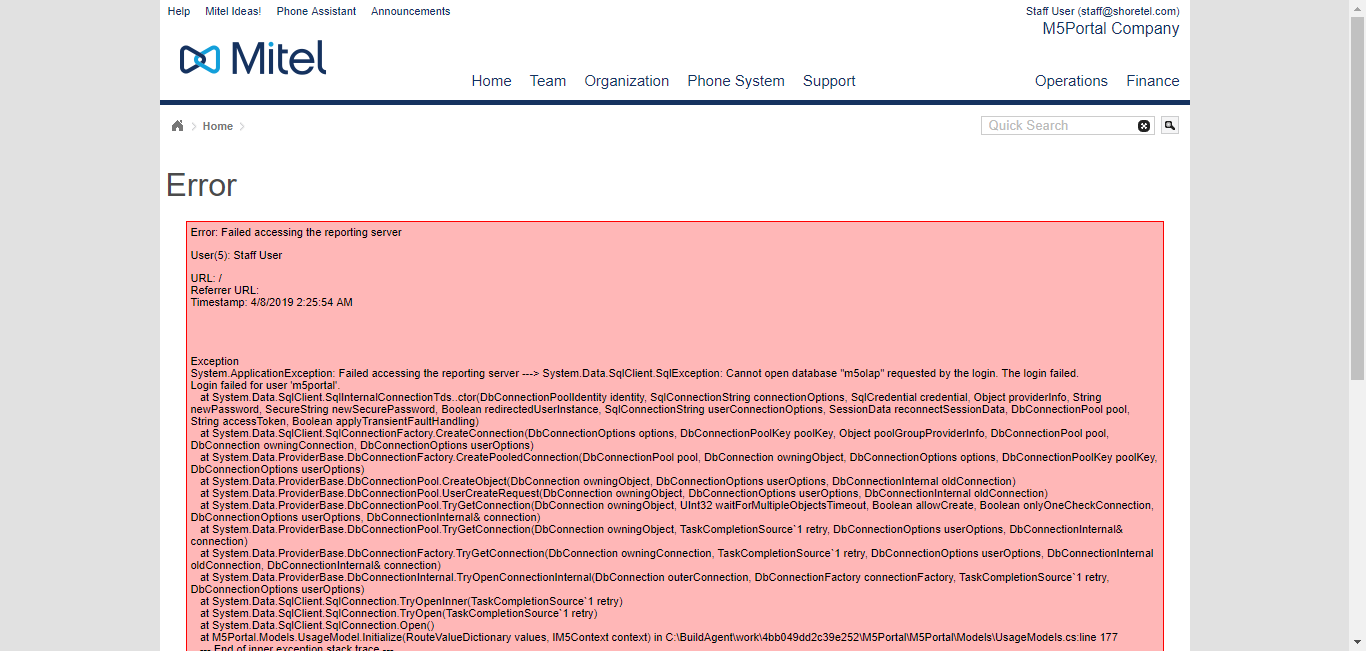 Help Mitel Ideas! Phone Assistant Announcements Staff User (staff@shoretel.com)
M5Portal Company
Mitel
Home Team Organization Phone System Support Operations Finance
Home Quick Search
Error
Error: Failed accessing the reporting server
User(5): Staff User
URL: /
Referrer URL:
Timestamp: 4/8/2019 2:25:54 AM
Exception
System.ApplicationException: Failed accessing the reporting server ---> System.Data.SqlClient.SqlException: Cannot open database "m5olap" requested by the login. The login failed.
Login failed for user 'm5portal'.
at System.Data.SqlClient.SqlInternalConnectionTds..ctor(DbConnectionPoolIdentity identity, SqlConnectionString connectionOptions, SqlCredential credential, Object providerInfo, String
newPassword, SecureString newSecurePassword, Boolean redirectedUserInstance, SqlConnectionString userConnectionOptions, SessionData reconnectSessionData, DbConnectionPool pool,
String accessToken, Boolean applyTransientFaultHandling)
at System.Data.SqlClient.SqlConnectionFactory.CreateConnection(DbConnectionOptions options, DbConnectionPoolKey poolKey, Object poolGroupProviderInfo, DbConnectionPool pool,
DbConnection owningConnection, DbConnectionOptions userOptions)
at System.Data.ProviderBase.DbConnectionFactory.CreatePooledConnection(DbConnectionPool pool, DbConnection owningObject, DbConnectionOptions options, DbConnectionPoolKey poolKey,
DbConnectionOptions userOptions)
at System.Data.ProviderBase.DbConnectionPool.CreateObject(DbConnection owningObject, DbConnectionOptions userOptions, DbConnectionInternal oldConnection)
at System.Data.ProviderBase.DbConnectionPool.UserCreateRequest(DbConnection owningObject, DbConnectionOptions userOptions, DbConnectionInternal oldConnection)
at System.Data.ProviderBase.DbConnectionPool.TryGetConnection(DbConnection owningObject, UInt32 waitForMultipleObjectsTimeout, Boolean allowCreate, Boolean onlyOneCheckConnection,
DbConnectionOptions userOptions, DbConnectionInternal& connection)
at System.Data.ProviderBase.DbConnectionPool.TryGetConnection(DbConnection owningObject, TaskCompletionSource`1 retry, DbConnectionOptions userOptions, DbConnectionInternal&
connection)
at System.Data.ProviderBase.DbConnectionFactory.TryGetConnection(DbConnection owningConnection, TaskCompletionSource`1 retry, DbConnectionOptions userOptions, DbConnectionInternal
oldConnection, DbConnectionInternal& connection)
at System.Data.ProviderBase.DbConnectionInternal.TryOpenConnectionInternal(DbConnection outerConnection, DbConnectionFactory connectionFactory, TaskCompletionSource`1 retry,
DbConnectionOptions userOptions)
at System.Data.SqlClient.SqlConnection.TryOpenInner(TaskCompletionSource`1 retry)
at System.Data.SqlClient.SqlConnection.TryOpen(TaskCompletionSource`1 retry)
at System.Data.SqlClient.SqlConnection.Open()
at M5Portal.Models.UsageModel.Initialize(RouteValueDictionary values, IM5Context context) in C:\BuildAgent\work\4bb049dd2c39e252\M5Portal\M5Portal\Models\UsageModels.cs:line 177
--- End of inner exception stack trace ---